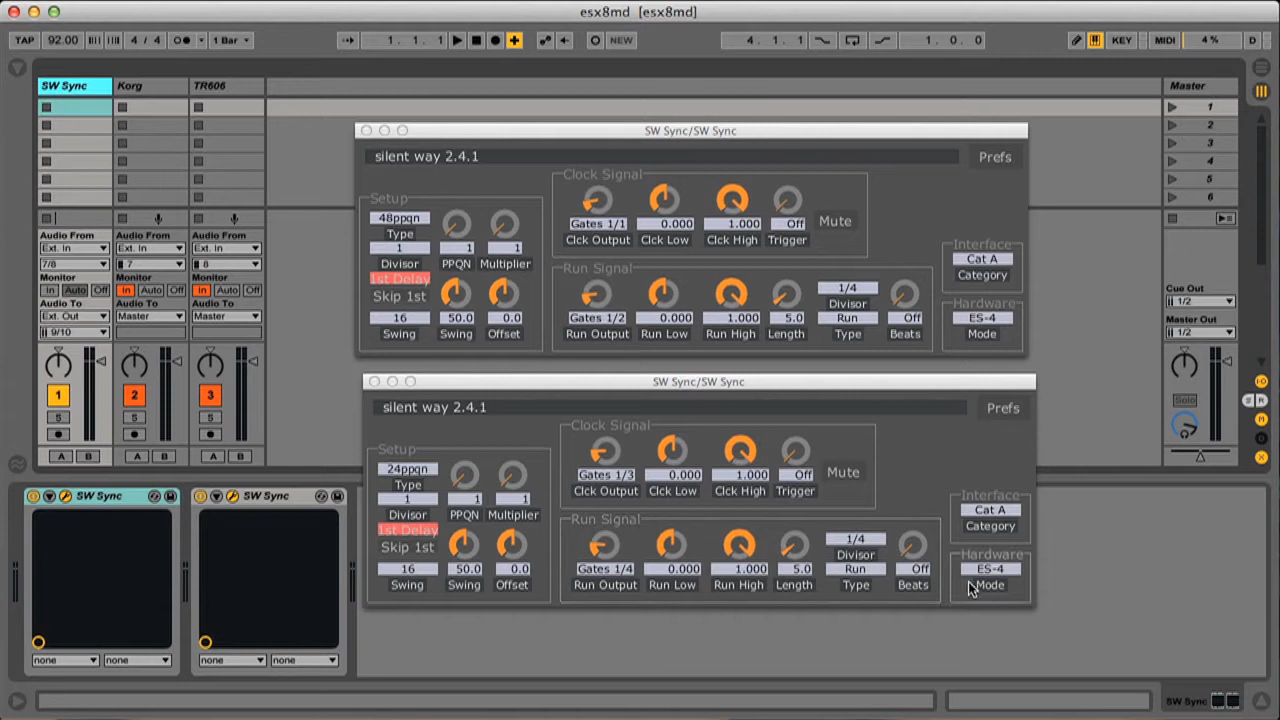 esx8md [esx8md]
TAP 92.00 4 / 4 1 Bar 1. 1. 1 NEW 4. 1. 1 1. 0. 0 KEY MIDI 4 % D
SW Sync Korg TR606 Master
1
2
3
4
5
6
SW Sync/SW Sync
silent way 2.4.1 Prefs
Setup
48ppqn
Type
1 1 1
Divisor PPQN Multiplier
1st Delay
Skip 1st
16 50.0 0.0
Swing Swing Offset
Clock Signal
Gates 1/1 0.000 1.000 Off Mute
Clck Output Clck Low Clck High Trigger
Run Signal
1/4
Divisor
Gates 1/2 0.000 1.000 5.0 Run Off
Run Output Run Low Run High Length Type Beats
Interface
Cat A
Category
Hardware
ES-4
Mode
Audio From Audio From Audio From
Ext. In Ext. In Ext. In
7/8 7 8
Monitor Monitor Monitor
In Auto Off In Auto Off In Auto Off
Audio To Audio To Audio To
Ext. Out Master Master
9/10
1 2 3
S S S
A B A B A B
Cue Out
1/2
Master Out
1/2
Solo
S R
SW Sync/SW Sync
silent way 2.4.1 Prefs
Setup
24ppqn
Type
1 1 1
Divisor PPQN Multiplier
1st Delay
Skip 1st
16 50.0 0.0
Swing Swing Offset
Clock Signal
Gates 1/3 0.000 1.000 Off Mute
Clck Output Clck Low Clck High Trigger
Run Signal
1/4
Divisor
Gates 1/4 0.000 1.000 5.0 Run Off
Run Output Run Low Run High Length Type Beats
Interface
Cat A
Category
Hardware
ES-4
Mode
SW Sync SW Sync
none none none none
SW Sync